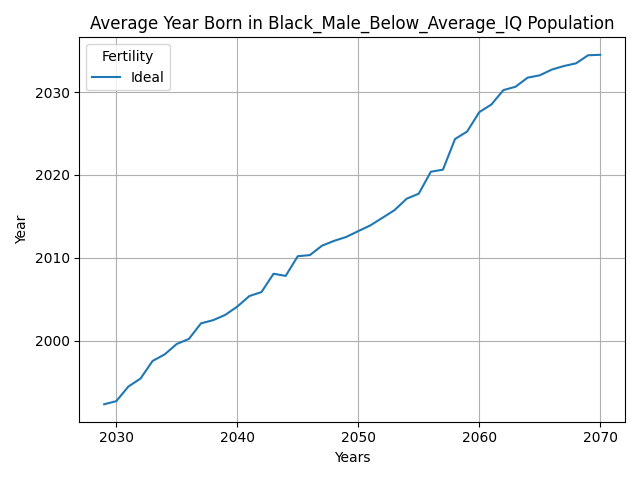 Average Year Born in Black_Male_Below_Average_IQ Population
Fertility
Ideal
Year
2030
2020
2010
2000
2030 2040 2050 2060 2070
Years